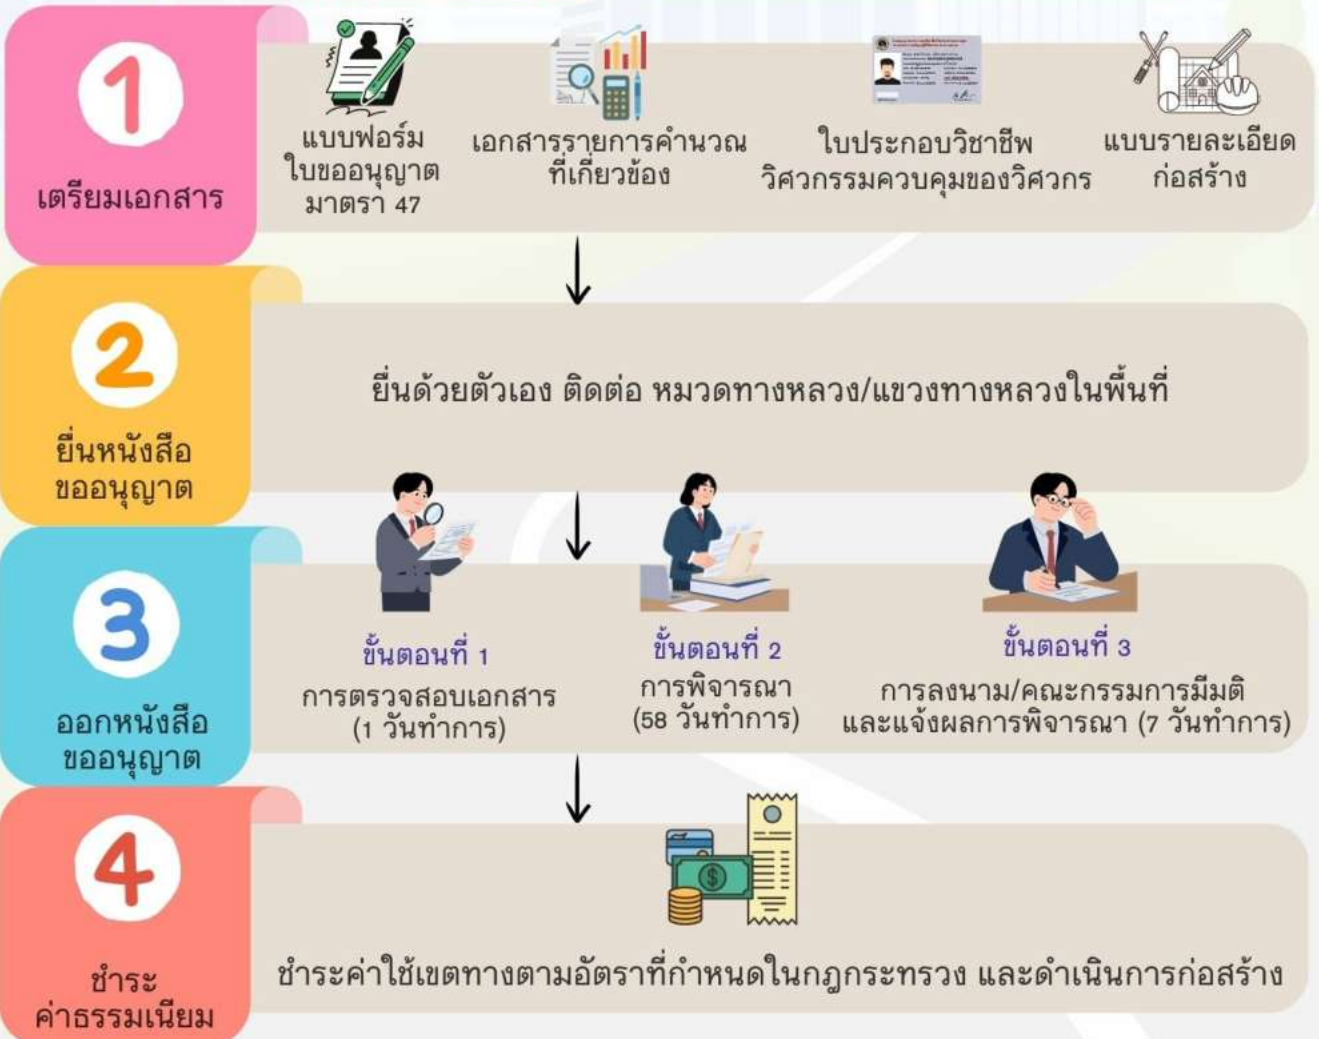 1
เตรียมเอกสาร
แบบฟอร์ม
ใบขออนุญาต
มาตรา 47
เอกสารรายการคำนวณ
ที่เกี่ยวข้อง
ใบประกอบวิชาชีพ
วิศวกรรมควบคุมของวิศวกร
แบบรายละเอียด
ก่อสร้าง
2
ยื่นหนังสือ
ขออนุญาต
ยื่นด้วยตัวเอง ติดต่อ หมวดทางหลวง/แขวงทางหลวงในพื้นที่
3
ออกหนังสือ
ขออนุญาต
ขั้นตอนที่ 1
การตรวจสอบเอกสาร
(1 วันทำการ)
ขั้นตอนที่ 2
การพิจารณา
(58 วันทำการ)
ขั้นตอนที่ 3
การลงนาม/คณะกรรมการมีมติ
และแจ้งผลการพิจารณา (7 วันทำการ)
4
ชำระ
ค่าธรรมเนียม
ชำระค่าใช้เขตทางตามอัตราที่กำหนดในกฎกระทรวง และดำเนินการก่อสร้าง